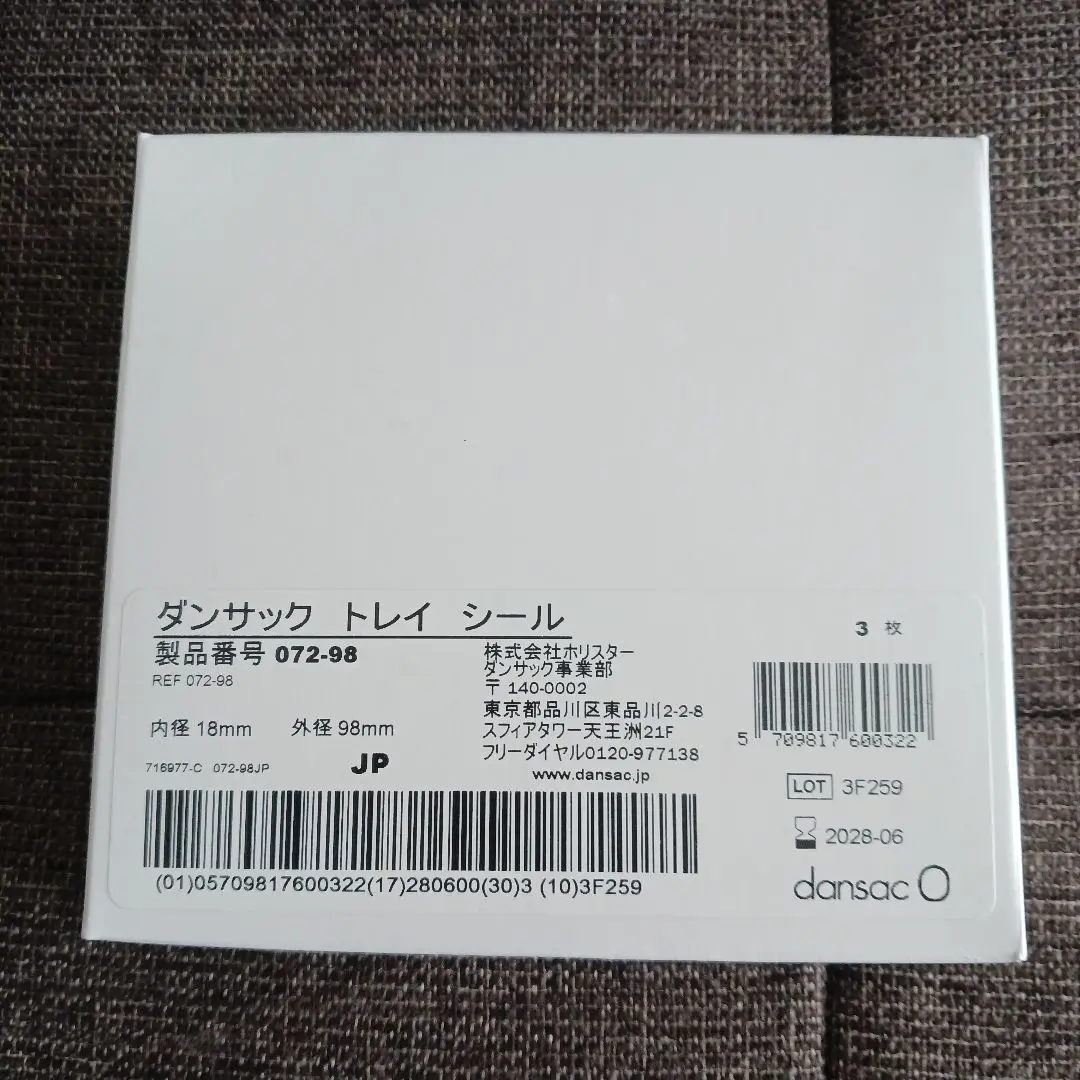 ダンサック トレイ シール
製品番号 072-98
REF 072-98
内径 18mm 外径 98mm
716977-C 072-98JP
JP
株式会社ホリスター
ダンサック事業部
〒 140-0002
東京都品川区東品川2-2-8
スフィアタワー天王洲21F
フリーダイヤル0120-977138
www.dansac.jp
(01)05709817600322(17)280600(30)3 (10)3F259
3 枚
5 709817 600322
LOT 3F259
2028-06
dansac